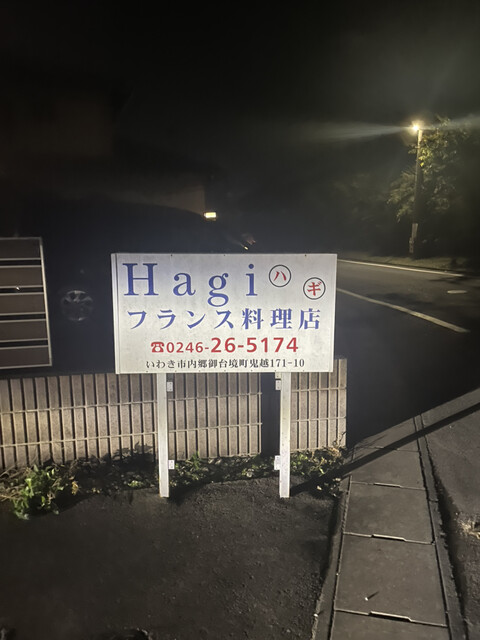 Hagi ハギ
フランス料理店
☎0246-26-5174
いわき市内郷御台境町鬼越171-10